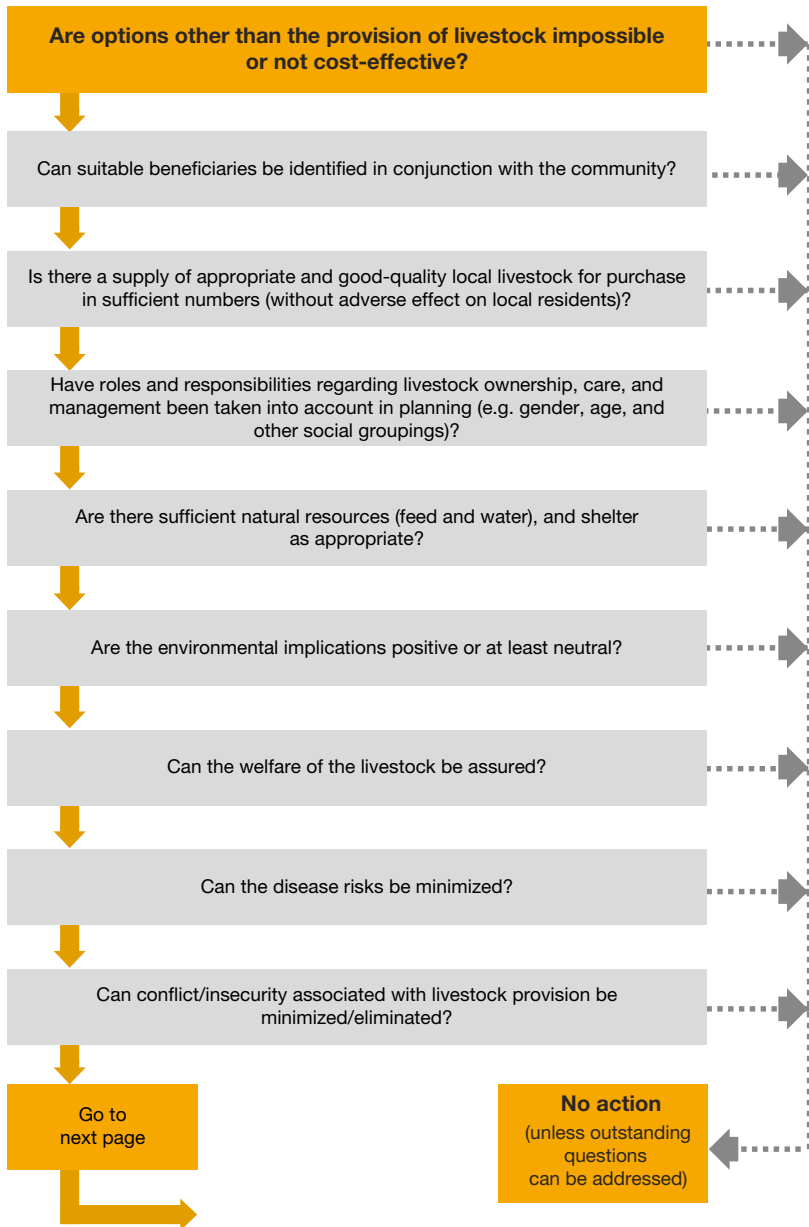 Are options other than the provision of livestock impossible
or not cost-effective?
Can suitable beneficiaries be identified in conjunction with the community?
Is there a supply of appropriate and good-quality local livestock for purchase
in sufficient numbers (without adverse effect on local residents)?
Have roles and responsibilities regarding livestock ownership, care, and
management been taken into account in planning (e.g. gender, age, and
other social groupings)?
Are there sufficient natural resources (feed and water), and shelter
as appropriate?
Are the environmental implications positive or at least neutral?
Can the welfare of the livestock be assured?
Can the disease risks be minimized?
Can conflict/insecurity associated with livestock provision be
minimized/eliminated?
Go to
next page
No action
(unless outstanding
questions
can be addressed)